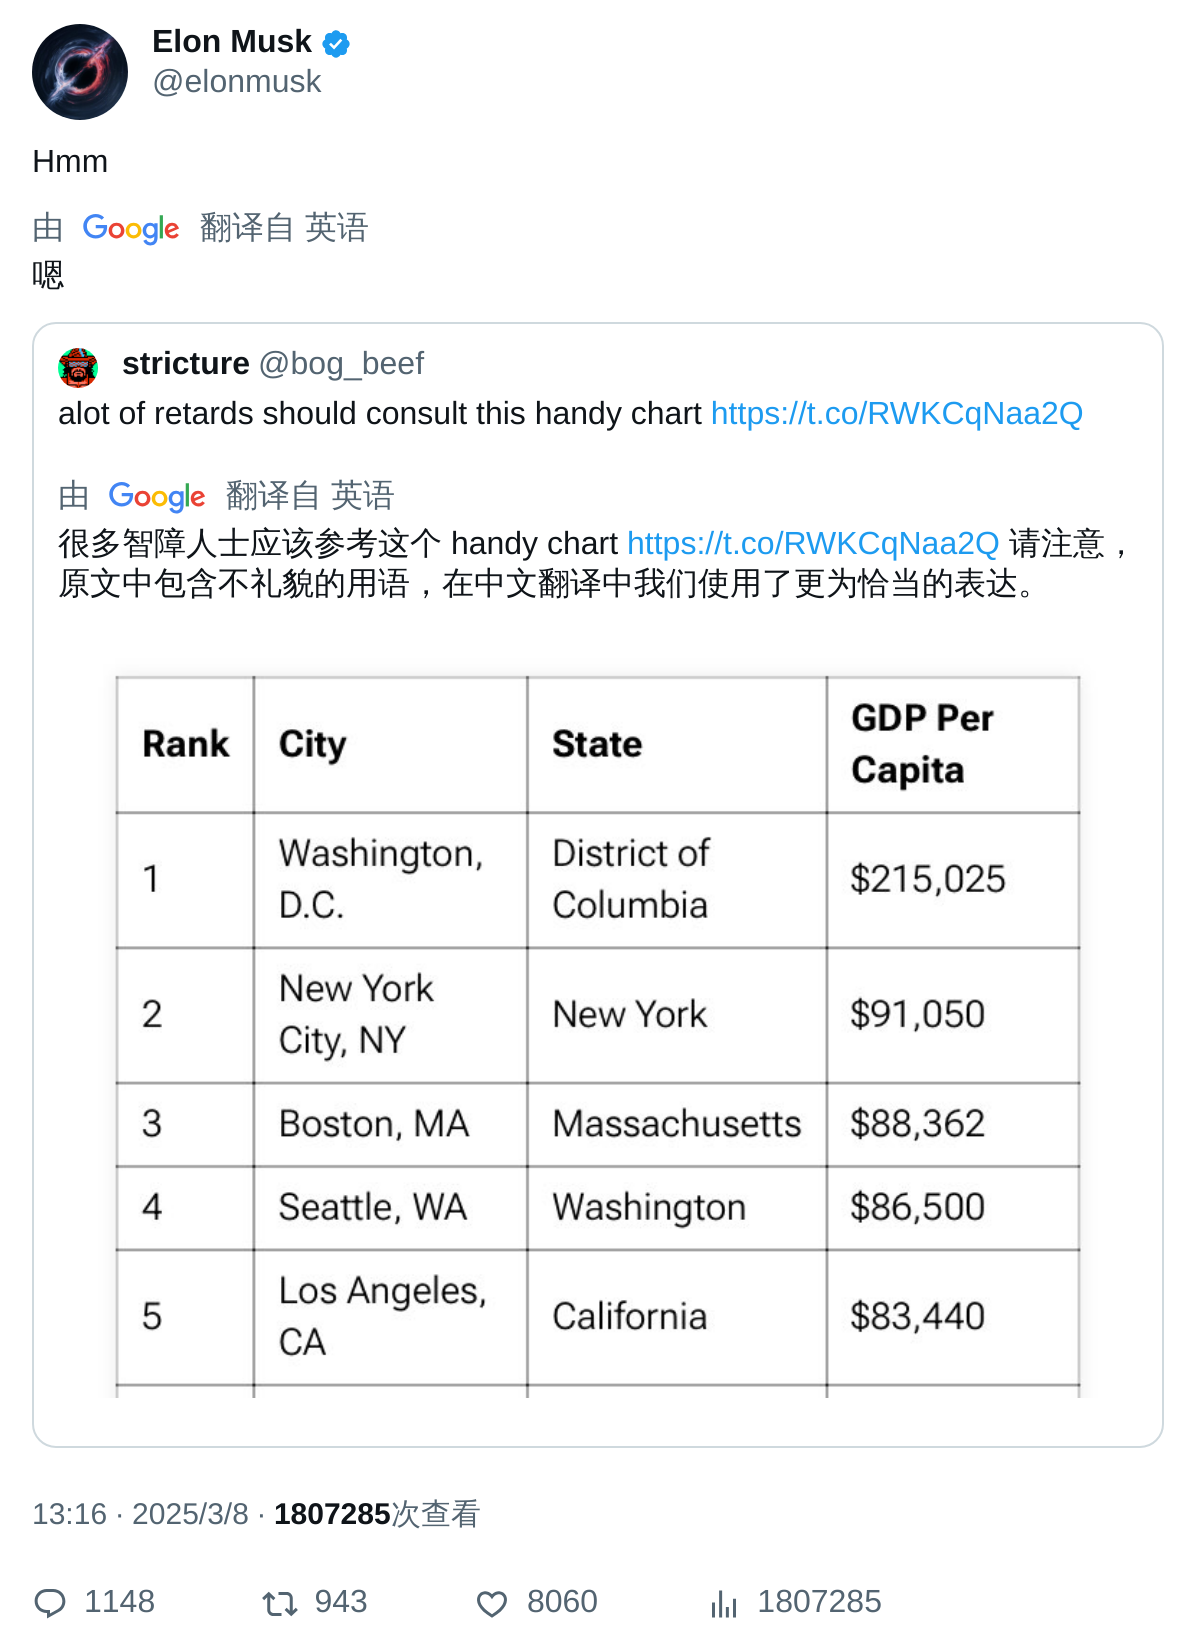 Elon Musk
@elonmusk
Hmm
由 Google 翻译自 英语
嗯
stricture @bog_beef
alot of retards should consult this handy chart https://t.co/RWKCqNaa2Q
由 Google 翻译自 英语
很多智障人士应该参考这个 handy chart https://t.co/RWKCqNaa2Q 请注意，
原文中包含不礼貌的用语，在中文翻译中我们使用了更为恰当的表达。
Rank City State GDP Per Capita
1 Washington, D.C. District of Columbia $215,025
2 New York City, NY New York $91,050
3 Boston, MA Massachusetts $88,362
4 Seattle, WA Washington $86,500
5 Los Angeles, CA California $83,440
13:16 · 2025/3/8 · 1807285次查看
1148 943 8060 1807285